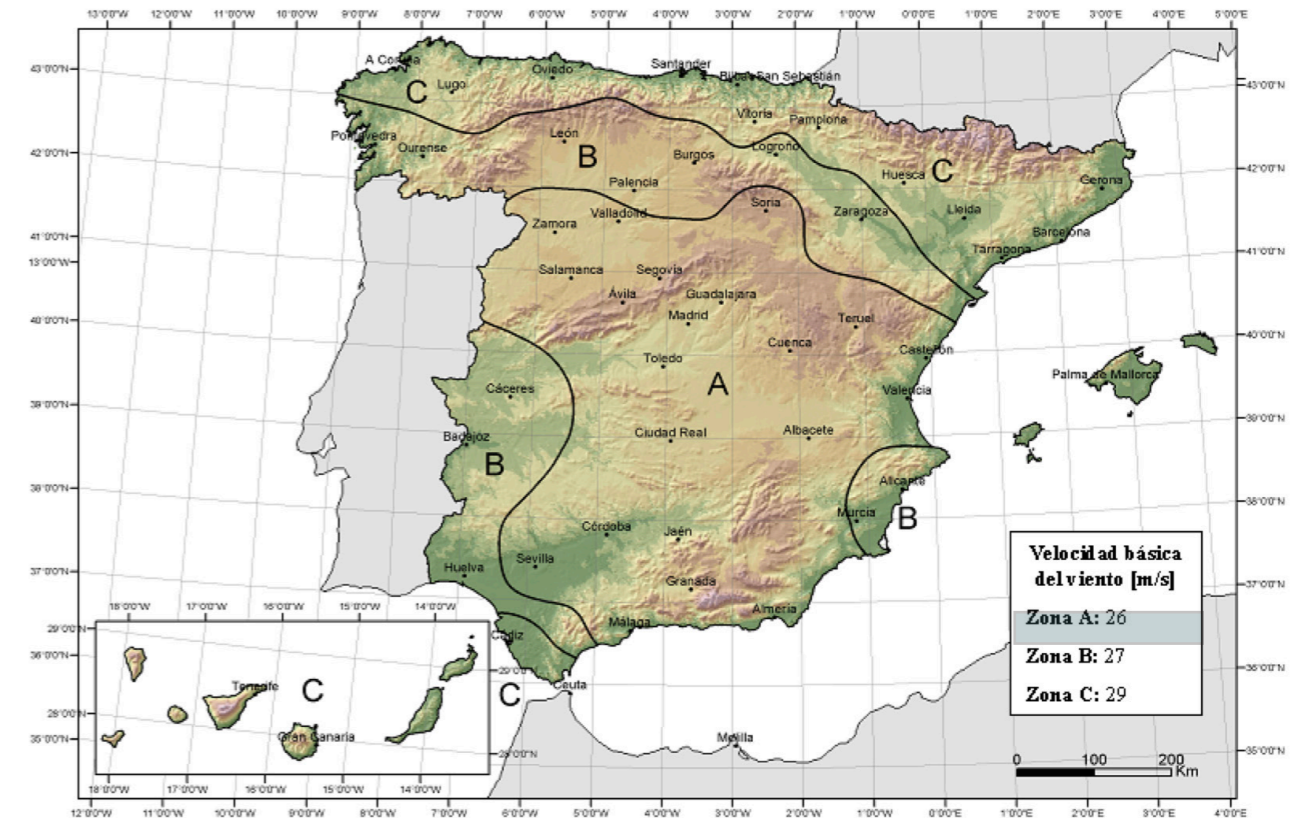 13°0'0"W 12°0'0"W 11°0'0"W 10°0'0"W 9°0'0"W 8°0'0"W 7°0'0"W 6°0'0"W 5°0'0"W 4°0'0"W 3°0'0"W 2°0'0"W 1°0'0"W 0°0'0"E 1°0'0"E 2°0'0"E 3°0'0"E 4°0'0"E 5°0'0"E
A Coruña
Lugo
Oviedo
Santander
Bilbao
San Sebastián
43°0'0"N
43°0'0"N
C
Vitoria
Pamplona
Pontevedra
Ourense
León
Burgos
Logroño
42°0'0"N
42°0'0"N
B
C
Huesca
Gerona
Palencia
Zamora
Valladolid
Soria
Zaragoza
Lleida
Barcelona
Tarragona
41°0'0"N
41°0'0"N
13°0'0"W
Salamanca
Segovia
Ávila
Guadalajara
Madrid
Teruel
40°0'0"N
40°0'0"N
Cuenca
Castellón
Toledo
Palma de Mallorca
Cáceres
A
Valencia
39°0'0"N
39°0'0"N
Badajoz
Ciudad Real
Albacete
B
Alicante
38°0'0"N
38°0'0"N
Murcia
B
Córdoba
Jaén
Sevilla
Huelva
Granada
37°0'0"N
37°0'0"N
Almería
Málaga
Cádiz
Ceuta
C
Melilla
36°0'0"N
36°0'0"N
35°0'0"N
35°0'0"N
18°0'0"W 17°0'0"W 16°0'0"W 15°0'0"W 14°0'0"W
29°0'0"N
29°0'0"N
Tenerife
C
Gran Canaria
28°0'0"N
28°0'0"N
18°0'0"W 17°0'0"W 16°0'0"W 15°0'0"W 14°0'0"W
Velocidad básica
del viento [m/s]
Zona A: 26
Zona B: 27
Zona C: 29
0 100 200
Km
12°0'0"W 11°0'0"W 10°0'0"W 9°0'0"W 8°0'0"W 7°0'0"W 6°0'0"W 5°0'0"W 4°0'0"W 3°0'0"W 2°0'0"W 1°0'0"W 0°0'0"E 1°0'0"E 2°0'0"E 3°0'0"E 4°0'0"E